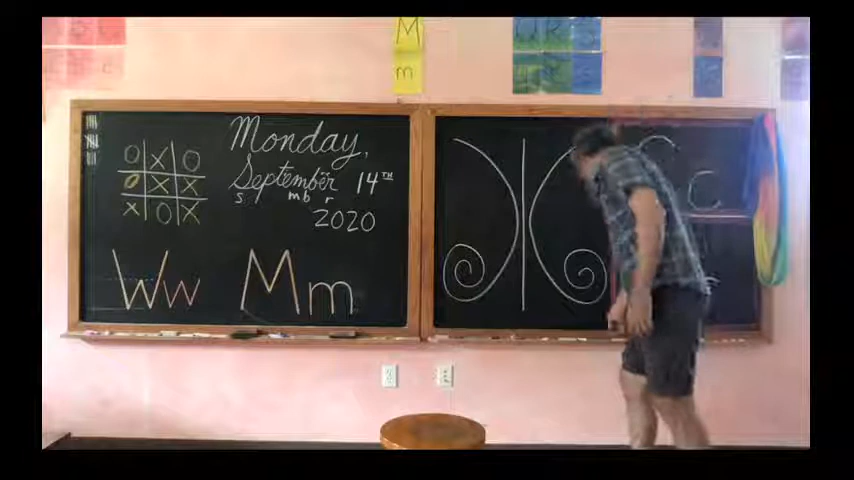 M
m
O X O
O X X
X O X
Monday,
September 14TH
s mb r
2020
Ww
Mm
C